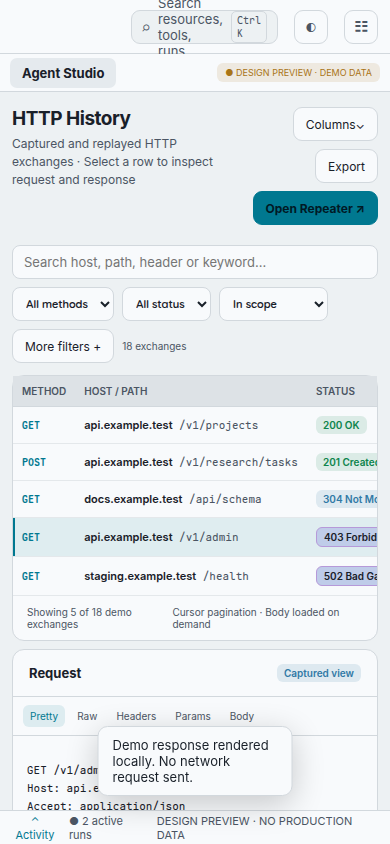 Search
resources,
tools,
runs
Ctrl
K
Agent Studio
DESIGN PREVIEW · DEMO DATA
HTTP History
Captured and replayed HTTP
exchanges · Select a row to inspect
request and response
Columns
Export
Open Repeater ↗
Search host, path, header or keyword...
All methods
All status
In scope
More filters +
18 exchanges
METHOD HOST / PATH STATUS
GET api.example.test /v1/projects 200 OK
POST api.example.test /v1/research/tasks 201 Created
GET docs.example.test /api/schema 304 Not Mo
GET api.example.test /v1/admin 403 Forbid
GET staging.example.test /health 502 Bad Ga
Showing 5 of 18 demo
exchanges
Cursor pagination · Body loaded on
demand
Request
Captured view
Pretty Raw Headers Params Body
GET /v1/adm
Host: api.e
Accept: application/json
Demo response rendered
locally. No network
request sent.
Activity
2 active
runs
DESIGN PREVIEW · NO PRODUCTION
DATA